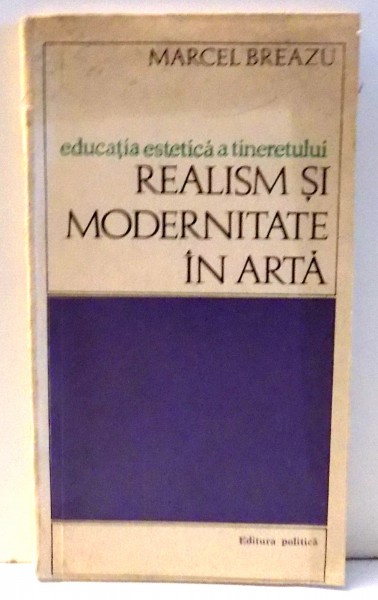 MARCEL BREAZU
educația estetică a tineretului
REALISM ȘI
MODERNITATE
ÎN ARTĂ
Editura politică